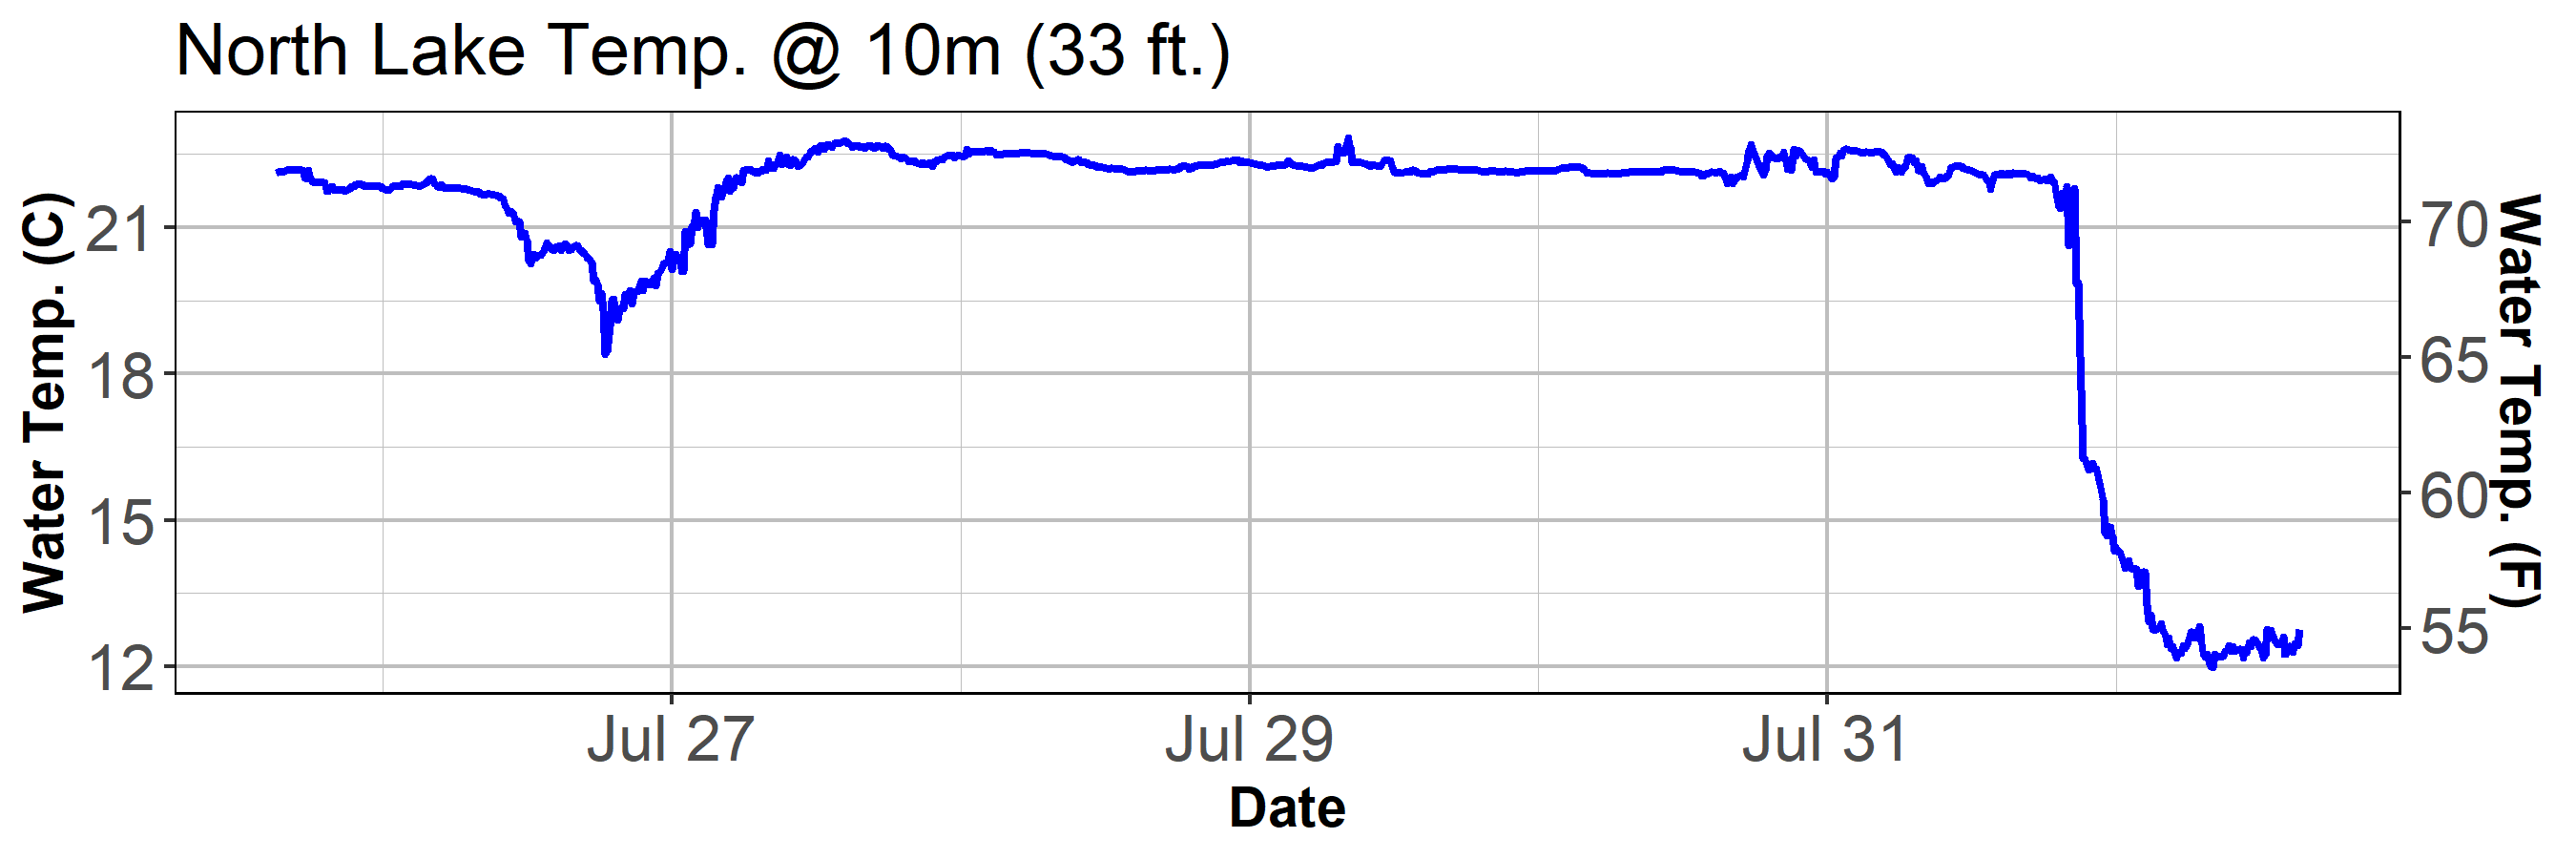 North Lake Temp. @ 10m (33 ft.)
Water Temp. (C)
21
18
15
12
70
65
60
55
Water Temp. (F)
Jul 27
Jul 29
Jul 31
Date